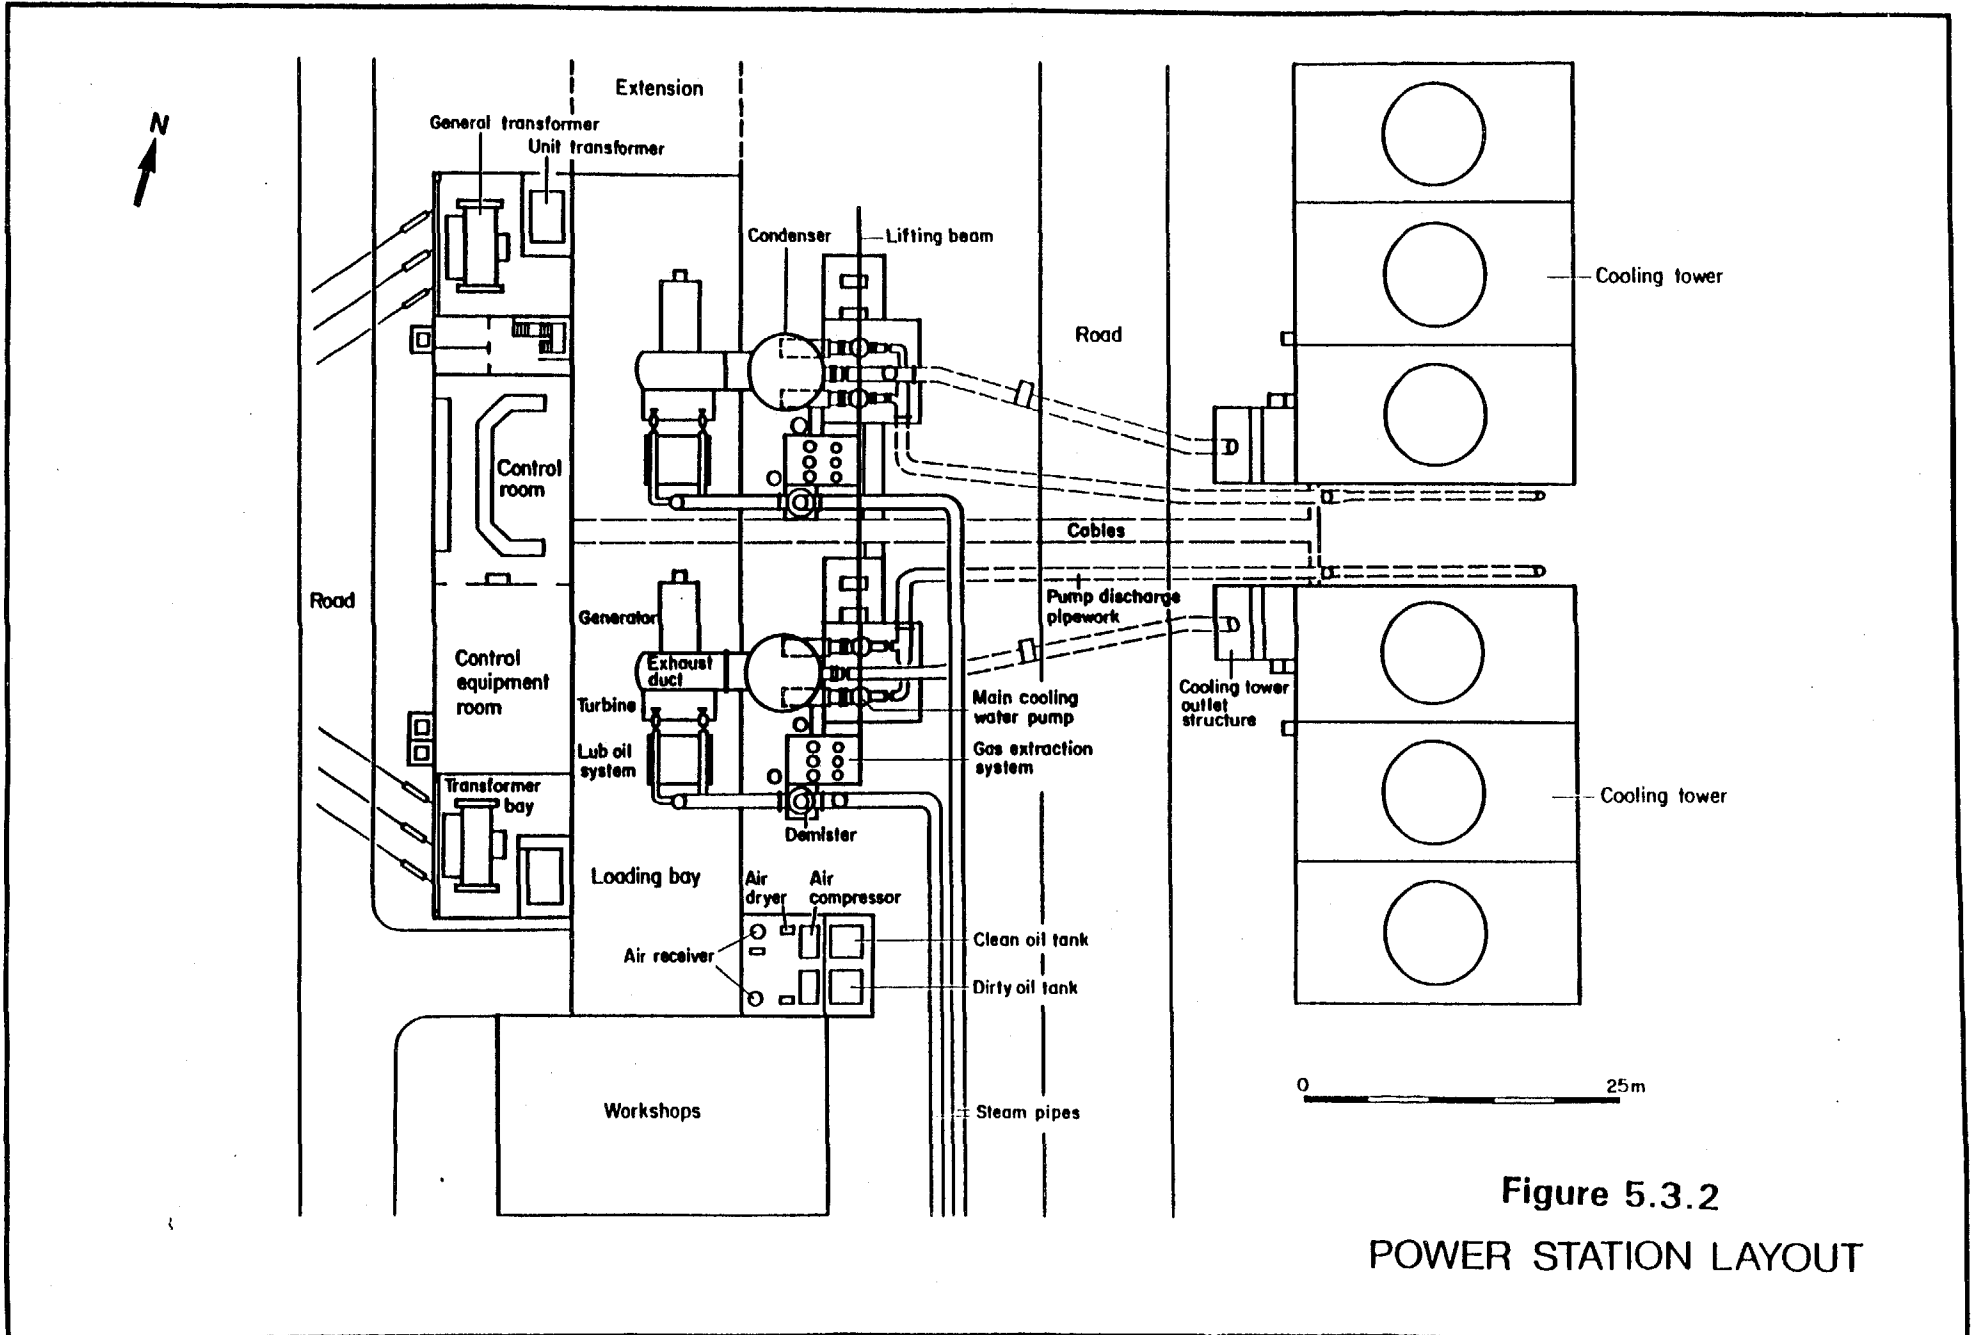 N
Extension
General transformer
Unit transformer
Condenser
Lifting beam
Cooling tower
Road
Control
room
Cables
Road
Generator
Pump discharge
pipework
Control
equipment
room
Exhaust
duct
Turbine
Main cooling
water pump
Cooling tower
outlet
structure
Lub oil
system
Gas extraction
system
Transformer
bay
Cooling tower
Demister
Loading bay
Air
dryer
Air
compressor
Air receiver
Clean oil tank
Dirty oil tank
Workshops
Steam pipes
0 25m
Figure 5.3.2
POWER STATION LAYOUT